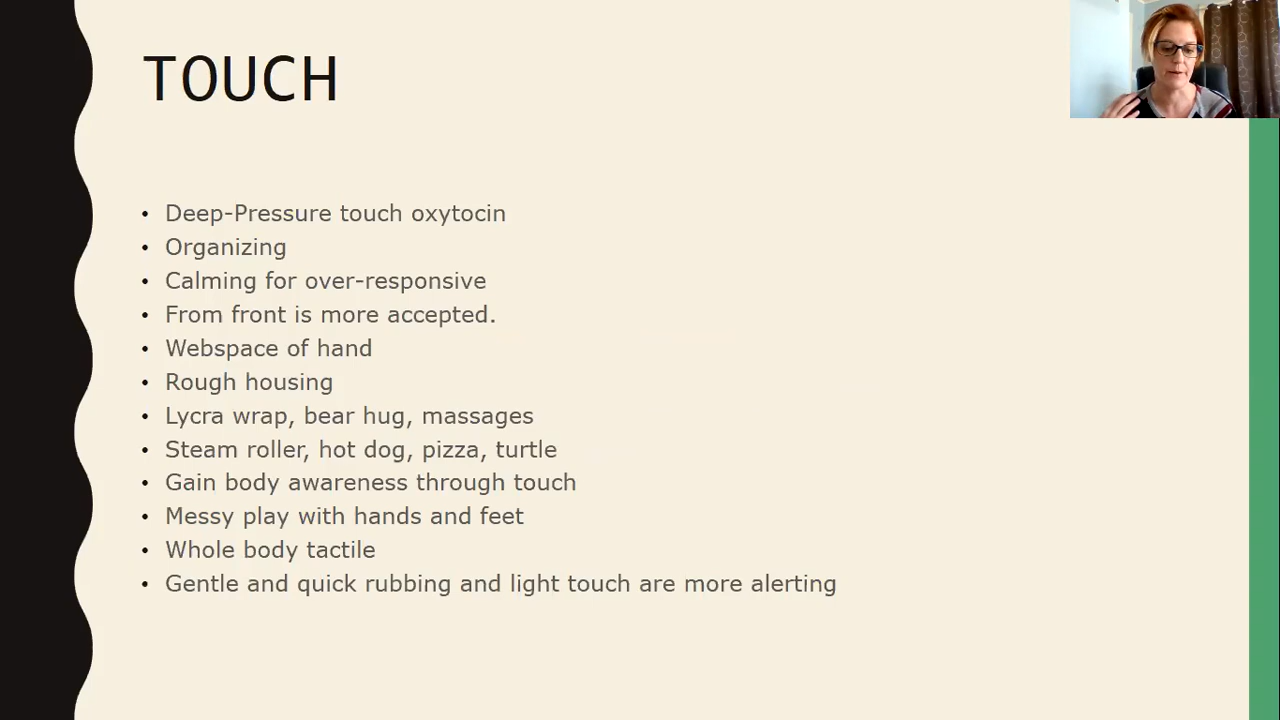 TOUCH
• Deep-Pressure touch oxytocin
• Organizing
• Calming for over-responsive
• From front is more accepted.
• Webspace of hand
• Rough housing
• Lycra wrap, bear hug, massages
• Steam roller, hot dog, pizza, turtle
• Gain body awareness through touch
• Messy play with hands and feet
• Whole body tactile
• Gentle and quick rubbing and light touch are more alerting